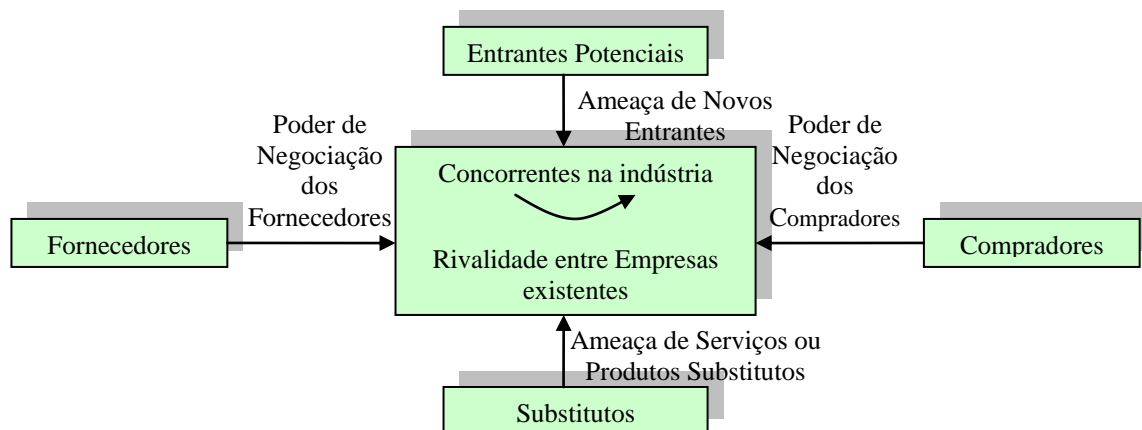 Entrantes Potenciais
Ameaça de Novos
Entrantes
Poder de
Negociação
dos
Fornecedores
Poder de
Negociação
dos
Compradores
Concorrentes na indústria
Rivalidade entre Empresas
existentes
Fornecedores
Compradores
Ameaça de Serviços ou
Produtos Substitutos
Substitutos